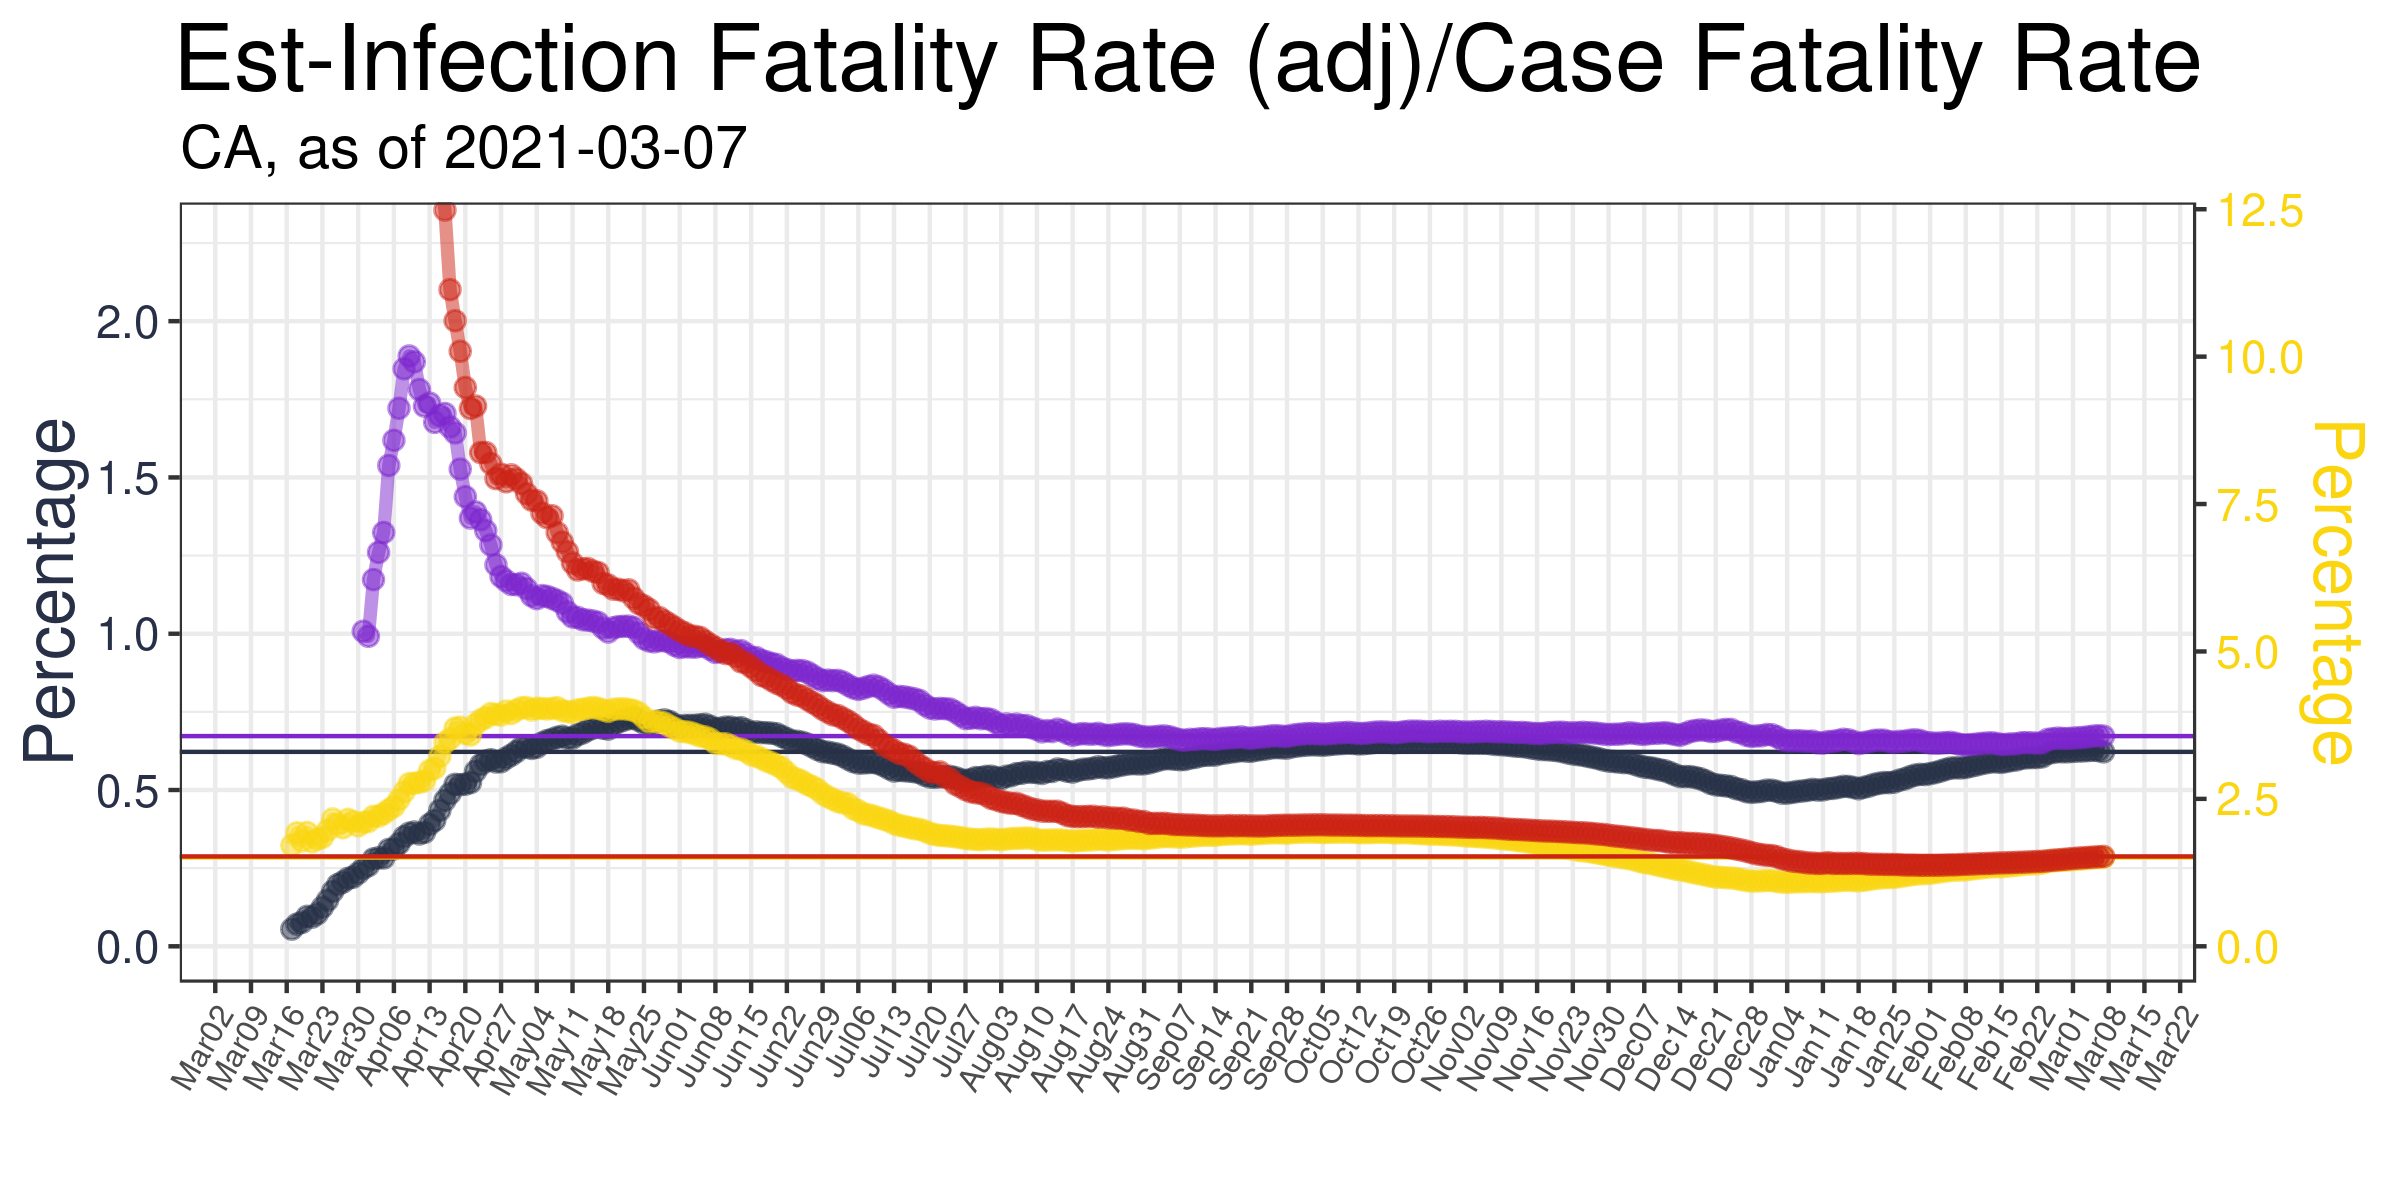 Est-Infection Fatality Rate (adj)/Case Fatality Rate
CA, as of 2021-03-07
Percentage
2.0
1.5
1.0
0.5
0.0
12.5
10.0
7.5
5.0
2.5
0.0
Percentage
Mar02
Mar09
Mar16
Mar23
Mar30
Apr06
Apr13
Apr20
Apr27
May04
May11
May18
May25
Jun01
Jun08
Jun15
Jun22
Jun29
Jul06
Jul13
Jul20
Jul27
Aug03
Aug10
Aug17
Aug24
Aug31
Sep07
Sep14
Sep21
Sep28
Oct05
Oct12
Oct19
Oct26
Nov02
Nov09
Nov16
Nov23
Nov30
Dec07
Dec14
Dec21
Dec28
Jan04
Jan11
Jan18
Jan25
Feb01
Feb08
Feb15
Feb22
Mar01
Mar08
Mar15
Mar22